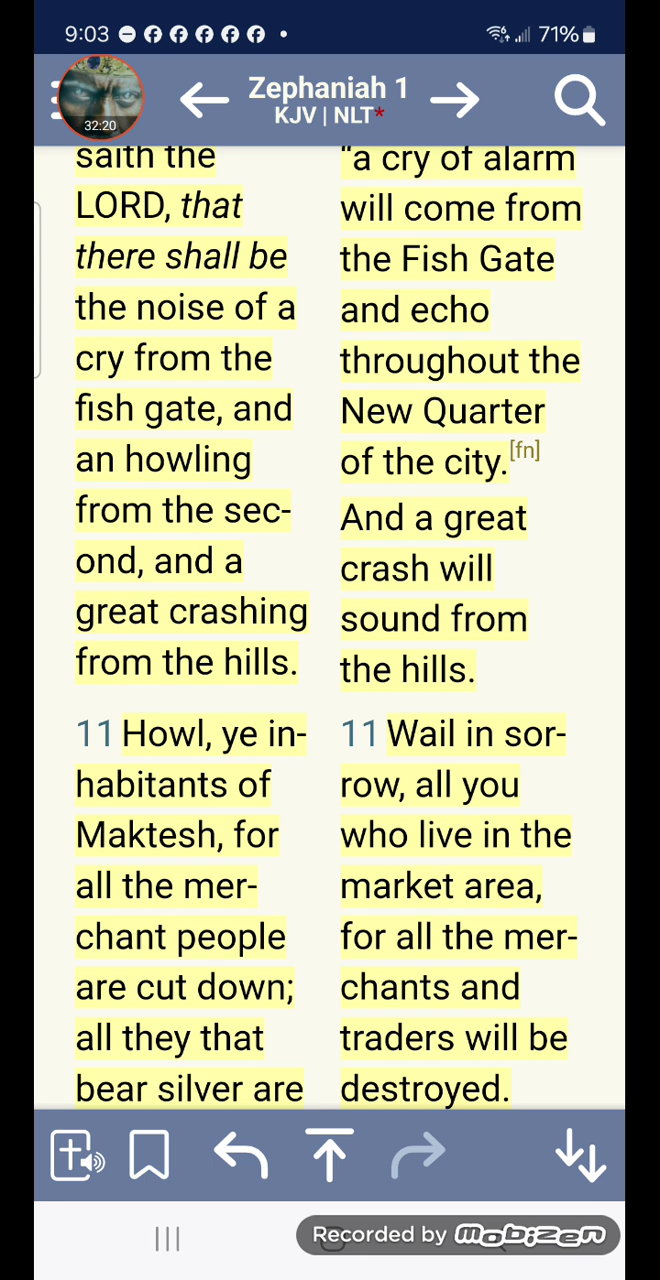 9:03
71%
32:20
Zephaniah 1
KJV | NLT*
saith the
LORD, that
there shall be
the noise of a
cry from the
fish gate, and
an howling
from the sec-
ond, and a
great crashing
from the hills.
11 Howl, ye in-
habitants of
Maktesh, for
all the mer-
chant people
are cut down;
all they that
bear silver are
“a cry of alarm
will come from
the Fish Gate
and echo
throughout the
New Quarter
of the city.[fn]
And a great
crash will
sound from
the hills.
11 Wail in sor-
row, all you
who live in the
market area,
for all the mer-
chants and
traders will be
destroyed.
Recorded by mobizen